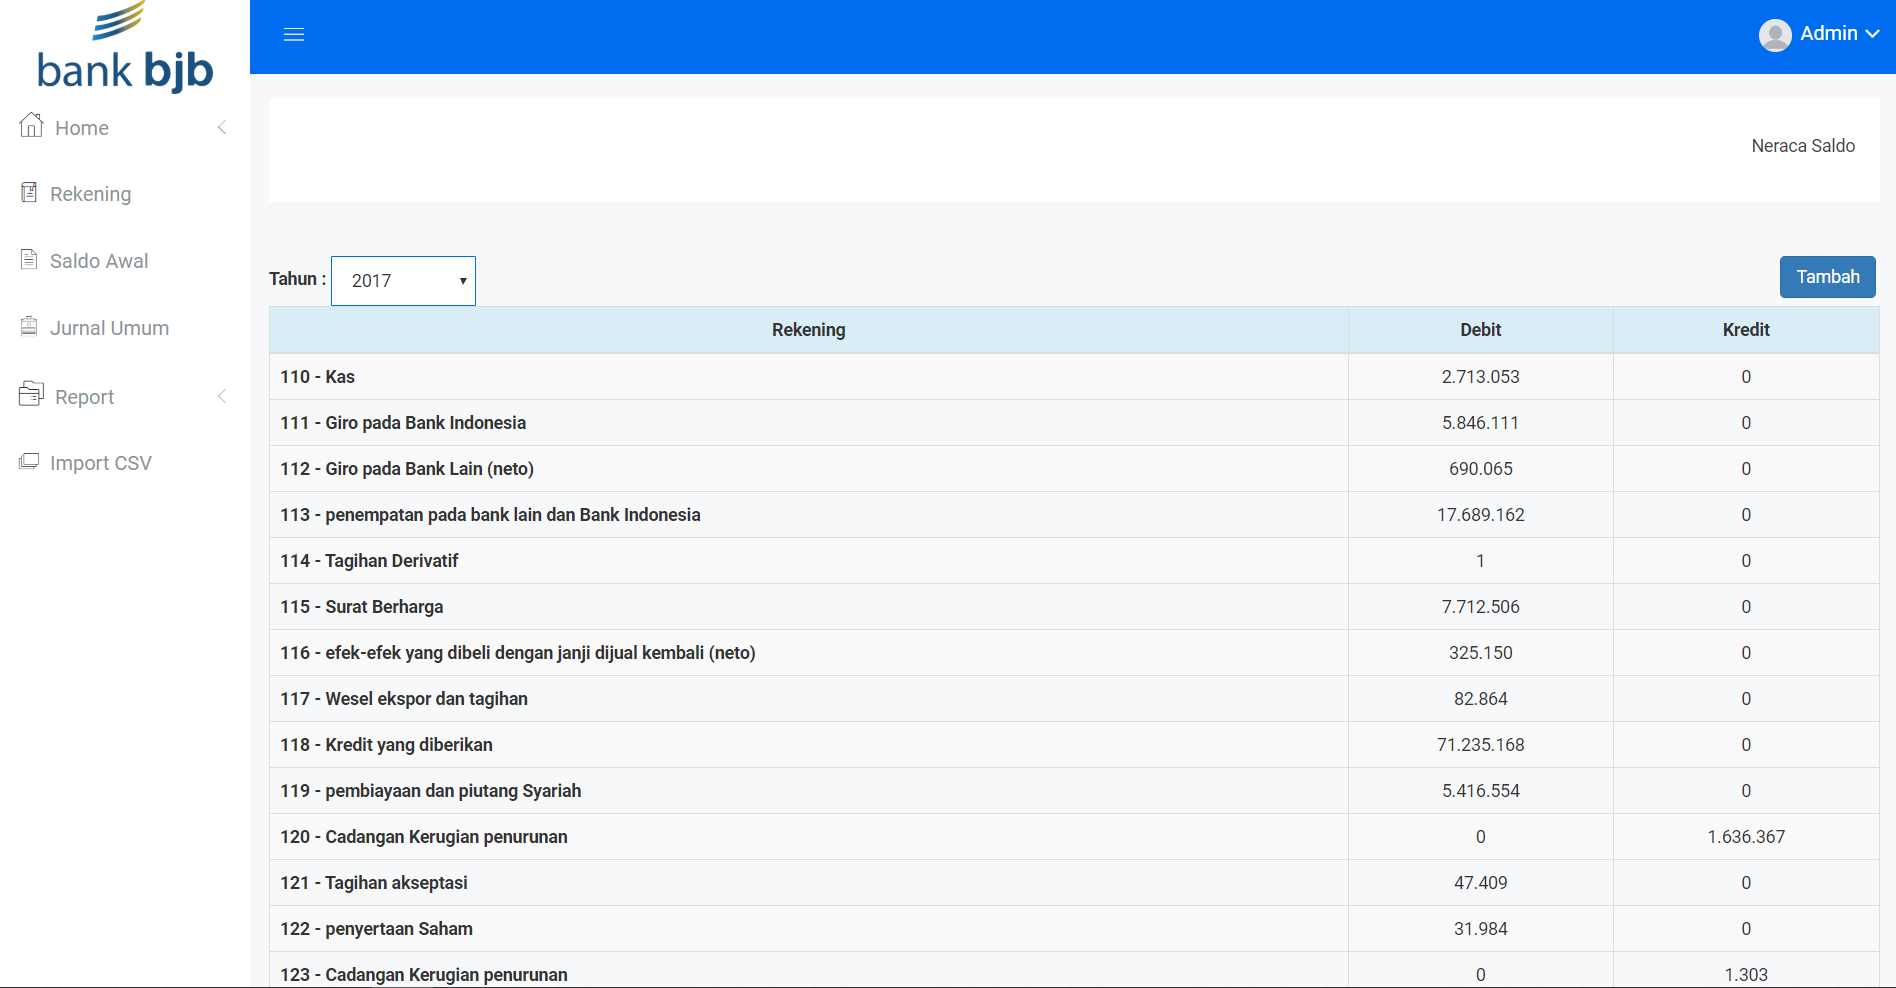 bank bjb
Admin
Home
Rekening
Saldo Awal
Jurnal Umum
Report
Import CSV
Neraca Saldo
Tahun : 2017
Tambah
Rekening Debit Kredit
110 - Kas 2.713.053 0
111 - Giro pada Bank Indonesia 5.846.111 0
112 - Giro pada Bank Lain (neto) 690.065 0
113 - penempatan pada bank lain dan Bank Indonesia 17.689.162 0
114 - Tagihan Derivatif 1 0
115 - Surat Berharga 7.712.506 0
116 - efek-efek yang dibeli dengan janji dijual kembali (neto) 325.150 0
117 - Wesel ekspor dan tagihan 82.864 0
118 - Kredit yang diberikan 71.235.168 0
119 - pembiayaan dan piutang Syariah 5.416.554 0
120 - Cadangan Kerugian penurunan 0 1.636.367
121 - Tagihan akseptasi 47.409 0
122 - penyertaan Saham 31.984 0
123 - Cadangan Kerugian penurunan 0 1.303